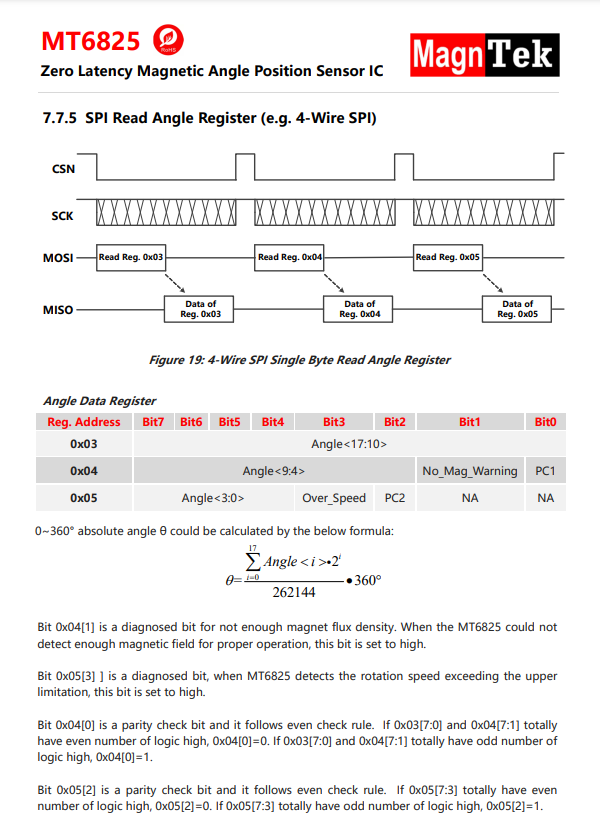 MT6825
RoHS
MagnTek
Zero Latency Magnetic Angle Position Sensor IC
7.7.5 SPI Read Angle Register (e.g. 4-Wire SPI)
CSN
SCK
MOSI Read Reg. 0x03 Read Reg. 0x04 Read Reg. 0x05
MISO Data of Reg. 0x03 Data of Reg. 0x04 Data of Reg. 0x05
Figure 19: 4-Wire SPI Single Byte Read Angle Register
Angle Data Register
Reg. Address Bit7 Bit6 Bit5 Bit4 Bit3 Bit2 Bit1 Bit0
0x03 Angle<17:10>
0x04 Angle<9:4> No_Mag_Warning PC1
0x05 Angle<3:0> Over_Speed PC2 NA NA
0~360° absolute angle θ could be calculated by the below formula:
17
∑ Angle < i >•2^i
θ= i=0 •360°
262144
Bit 0x04[1] is a diagnosed bit for not enough magnet flux density. When the MT6825 could not
detect enough magnetic field for proper operation, this bit is set to high.
Bit 0x05[3] ] is a diagnosed bit, when MT6825 detects the rotation speed exceeding the upper
limitation, this bit is set to high.
Bit 0x04[0] is a parity check bit and it follows even check rule. If 0x03[7:0] and 0x04[7:1] totally
have even number of logic high, 0x04[0]=0. If 0x03[7:0] and 0x04[7:1] totally have odd number of
logic high, 0x04[0]=1.
Bit 0x05[2] is a parity check bit and it follows even check rule. If 0x05[7:3] totally have even
number of logic high, 0x05[2]=0. If 0x05[7:3] totally have odd number of logic high, 0x05[2]=1.